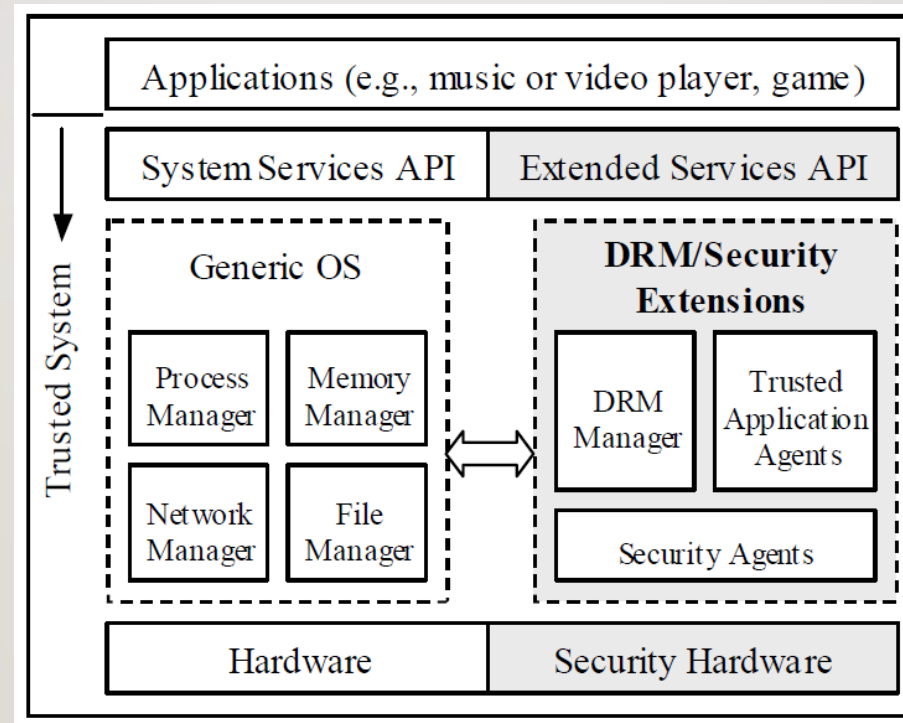 Applications (e.g., music or video player, game)
System Services API
Extended Services API
Trusted System
Generic OS
Process
Manager
Memory
Manager
Network
Manager
File
Manager
DRM/Security
Extensions
DRM
Manager
Trusted
Application
Agents
Security Agents
Hardware
Security Hardware